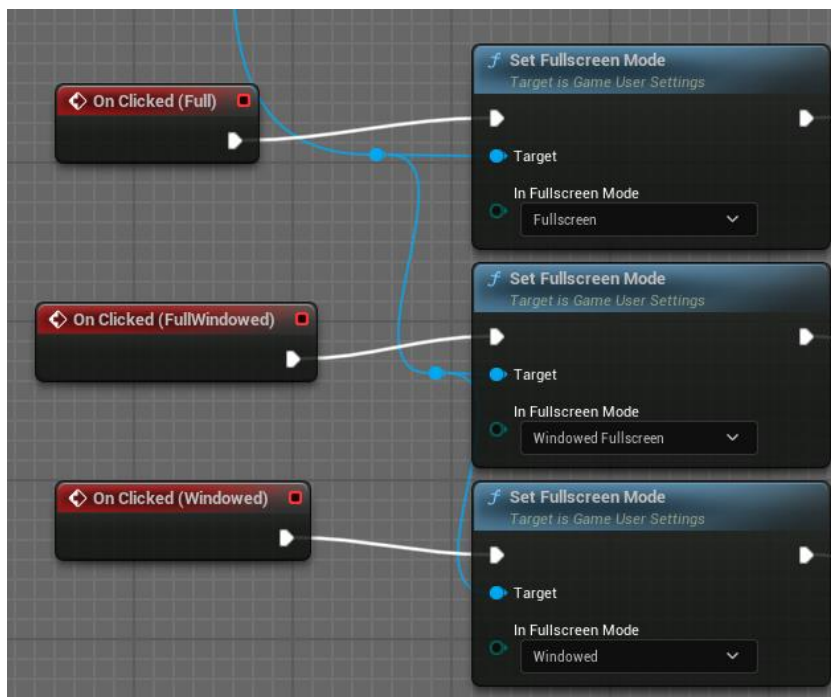 Set Fullscreen Mode
Target is Game User Settings
On Clicked (Full)
Target
In Fullscreen Mode
Fullscreen
Set Fullscreen Mode
Target is Game User Settings
On Clicked (FullWindowed)
Target
In Fullscreen Mode
Windowed Fullscreen
Set Fullscreen Mode
Target is Game User Settings
On Clicked (Windowed)
Target
In Fullscreen Mode
Windowed